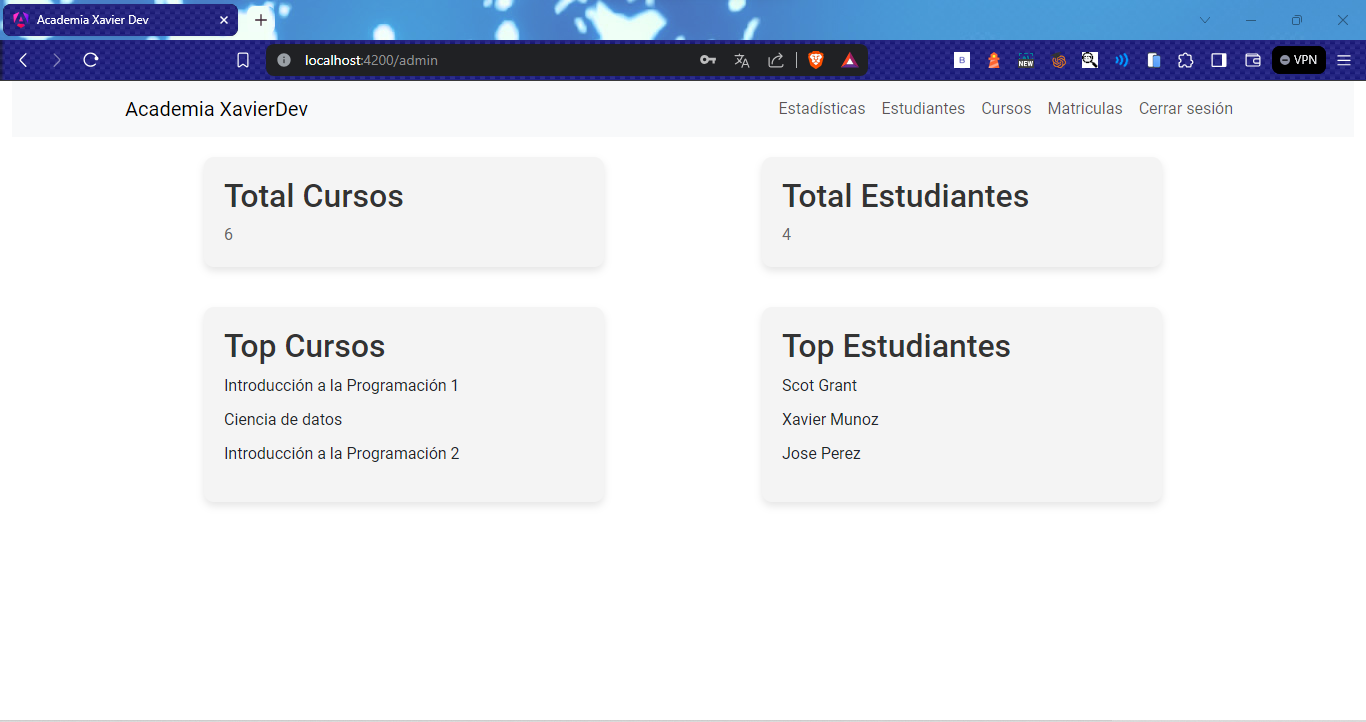 Academia Xavier Dev
localhost:4200/admin
B
NEW
VPN
Academia XavierDev
Estadísticas Estudiantes Cursos Matriculas Cerrar sesión
Total Cursos
6
Total Estudiantes
4
Top Cursos
Introducción a la Programación 1
Ciencia de datos
Introducción a la Programación 2
Top Estudiantes
Scot Grant
Xavier Munoz
Jose Perez